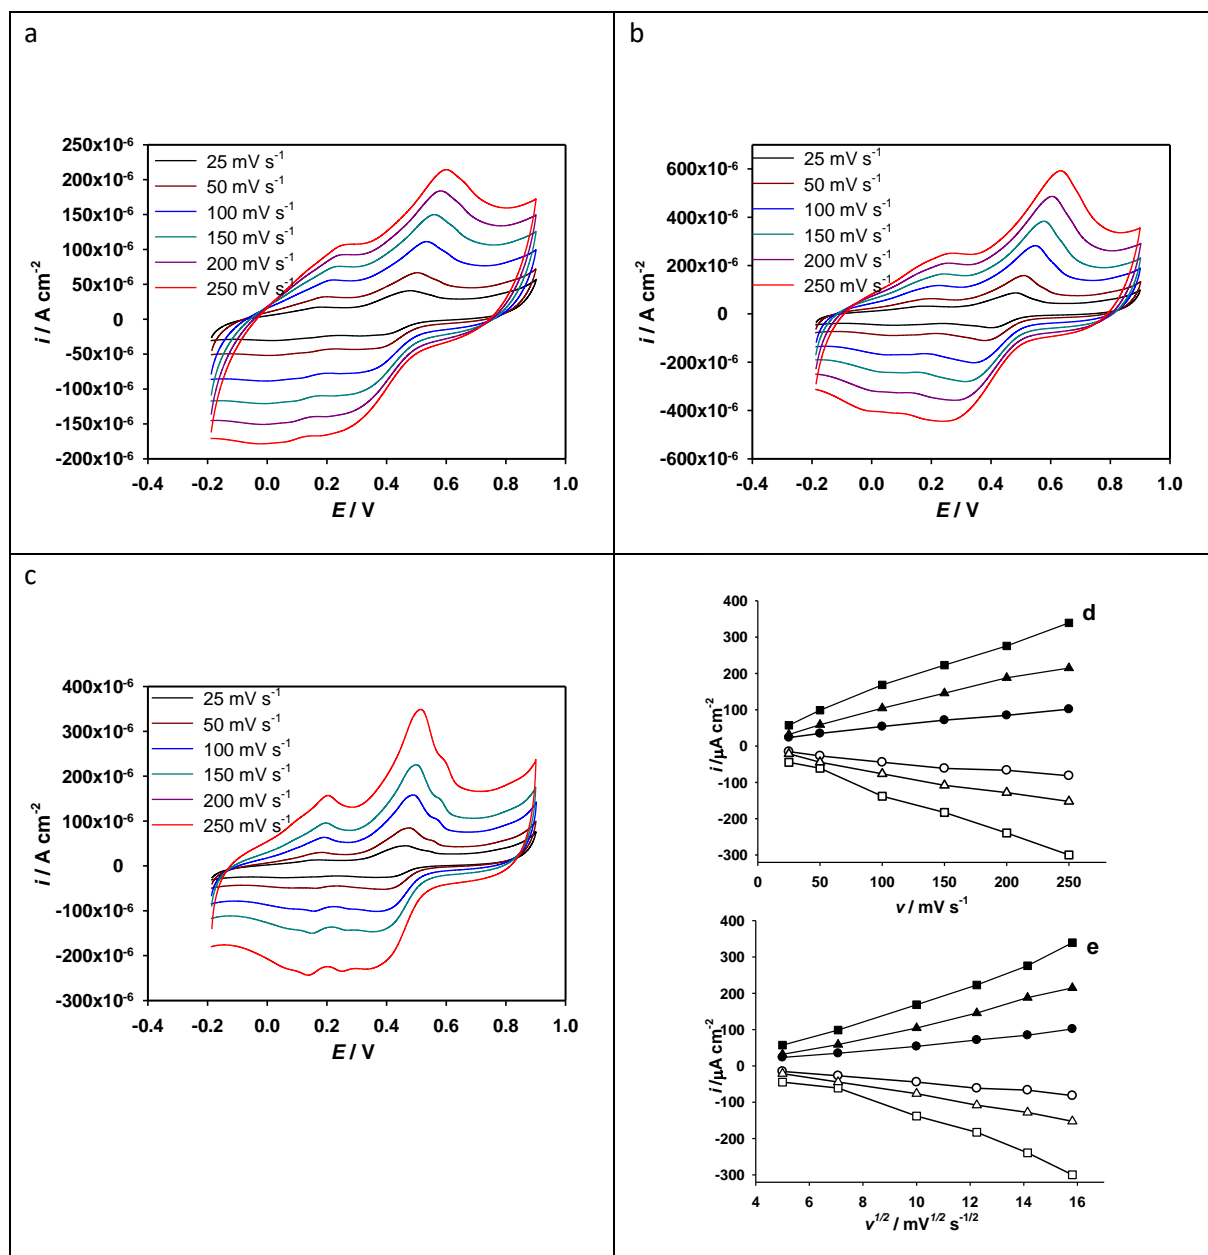 a
250x10⁻⁶
200x10⁻⁶
150x10⁻⁶
100x10⁻⁶
50x10⁻⁶
0
-50x10⁻⁶
-100x10⁻⁶
-150x10⁻⁶
-200x10⁻⁶
i / A cm⁻²
25 mV s⁻¹
50 mV s⁻¹
100 mV s⁻¹
150 mV s⁻¹
200 mV s⁻¹
250 mV s⁻¹
-0.4 -0.2 0.0 0.2 0.4 0.6 0.8 1.0
E / V
b
600x10⁻⁶
400x10⁻⁶
200x10⁻⁶
0
-200x10⁻⁶
-400x10⁻⁶
-600x10⁻⁶
i / A cm⁻²
25 mV s⁻¹
50 mV s⁻¹
100 mV s⁻¹
150 mV s⁻¹
200 mV s⁻¹
250 mV s⁻¹
-0.4 -0.2 0.0 0.2 0.4 0.6 0.8 1.0
E / V
c
400x10⁻⁶
300x10⁻⁶
200x10⁻⁶
100x10⁻⁶
0
-100x10⁻⁶
-200x10⁻⁶
-300x10⁻⁶
i / A cm⁻²
25 mV s⁻¹
50 mV s⁻¹
100 mV s⁻¹
150 mV s⁻¹
200 mV s⁻¹
250 mV s⁻¹
-0.4 -0.2 0.0 0.2 0.4 0.6 0.8 1.0
E / V
d
400
300
200
100
0
-100
-200
-300
i /µA cm⁻²
0 50 100 150 200 250
v / mV s⁻¹
e
400
300
200
100
0
-100
-200
-300
i /µA cm⁻²
4 6 8 10 12 14 16
v^1/2 / mV^1/2 s^-1/2